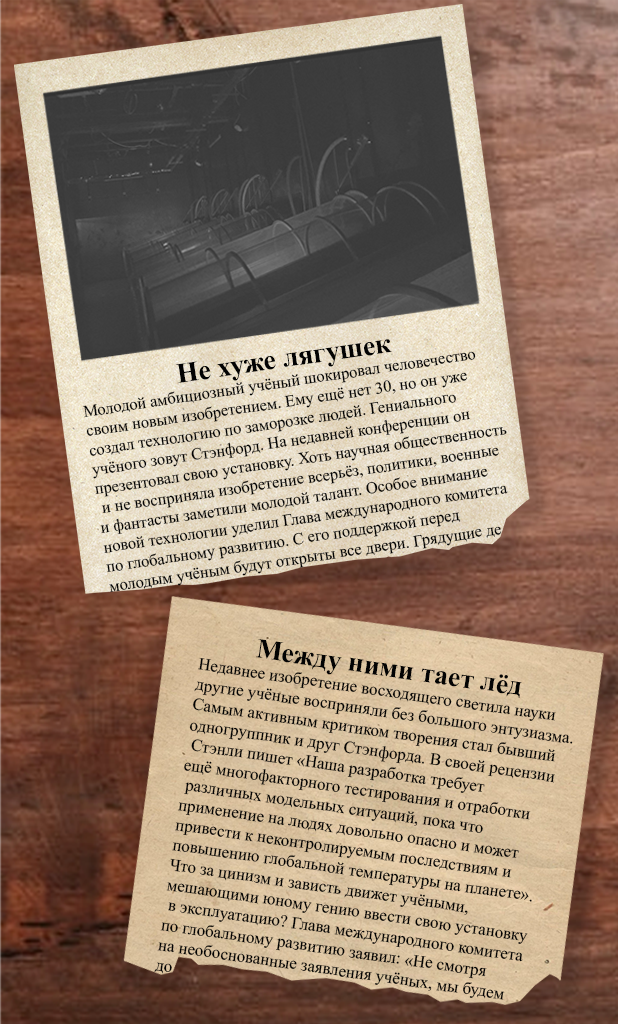 Не хуже лягушек
Молодой амбициозный учёный шокировал человечество
своим новым изобретением. Ему ещё нет 30, но он уже
создал технологию по заморозке людей. Гениального
учёного зовут Стэнфорд. На недавней конференции он
презентовал свою установку. Хоть научная общественность
и не восприняла изобретение всерьёз, политики, военные
и фантасты заметили молодой талант. Особое внимание
новой технологии уделил Глава международного комитета
по глобальному развитию. С его поддержкой перед
молодым учёным будут открыты все двери. Грядущие де
Между ними тает лёд
Недавнее изобретение восходящего светила науки
другие учёные восприняли без большого энтузиазма.
Самым активным критиком творения стал бывший
одногруппник и друг Стэнфорда. В своей рецензии
Стэнли пишет «Наша разработка требует
ещё многофакторного тестирования и отработки
различных модельных ситуаций, пока что
применение на людях довольно опасно и может
привести к неконтролируемым последствиям и
повышению глобальной температуры на планете».
Что за цинизм и зависть движет учёными,
мешающими юному гению ввести свою установку
в эксплуатацию? Глава международного комитета
по глобальному развитию заявил: «Не смотря
на необоснованные заявления учёных, мы будем
до